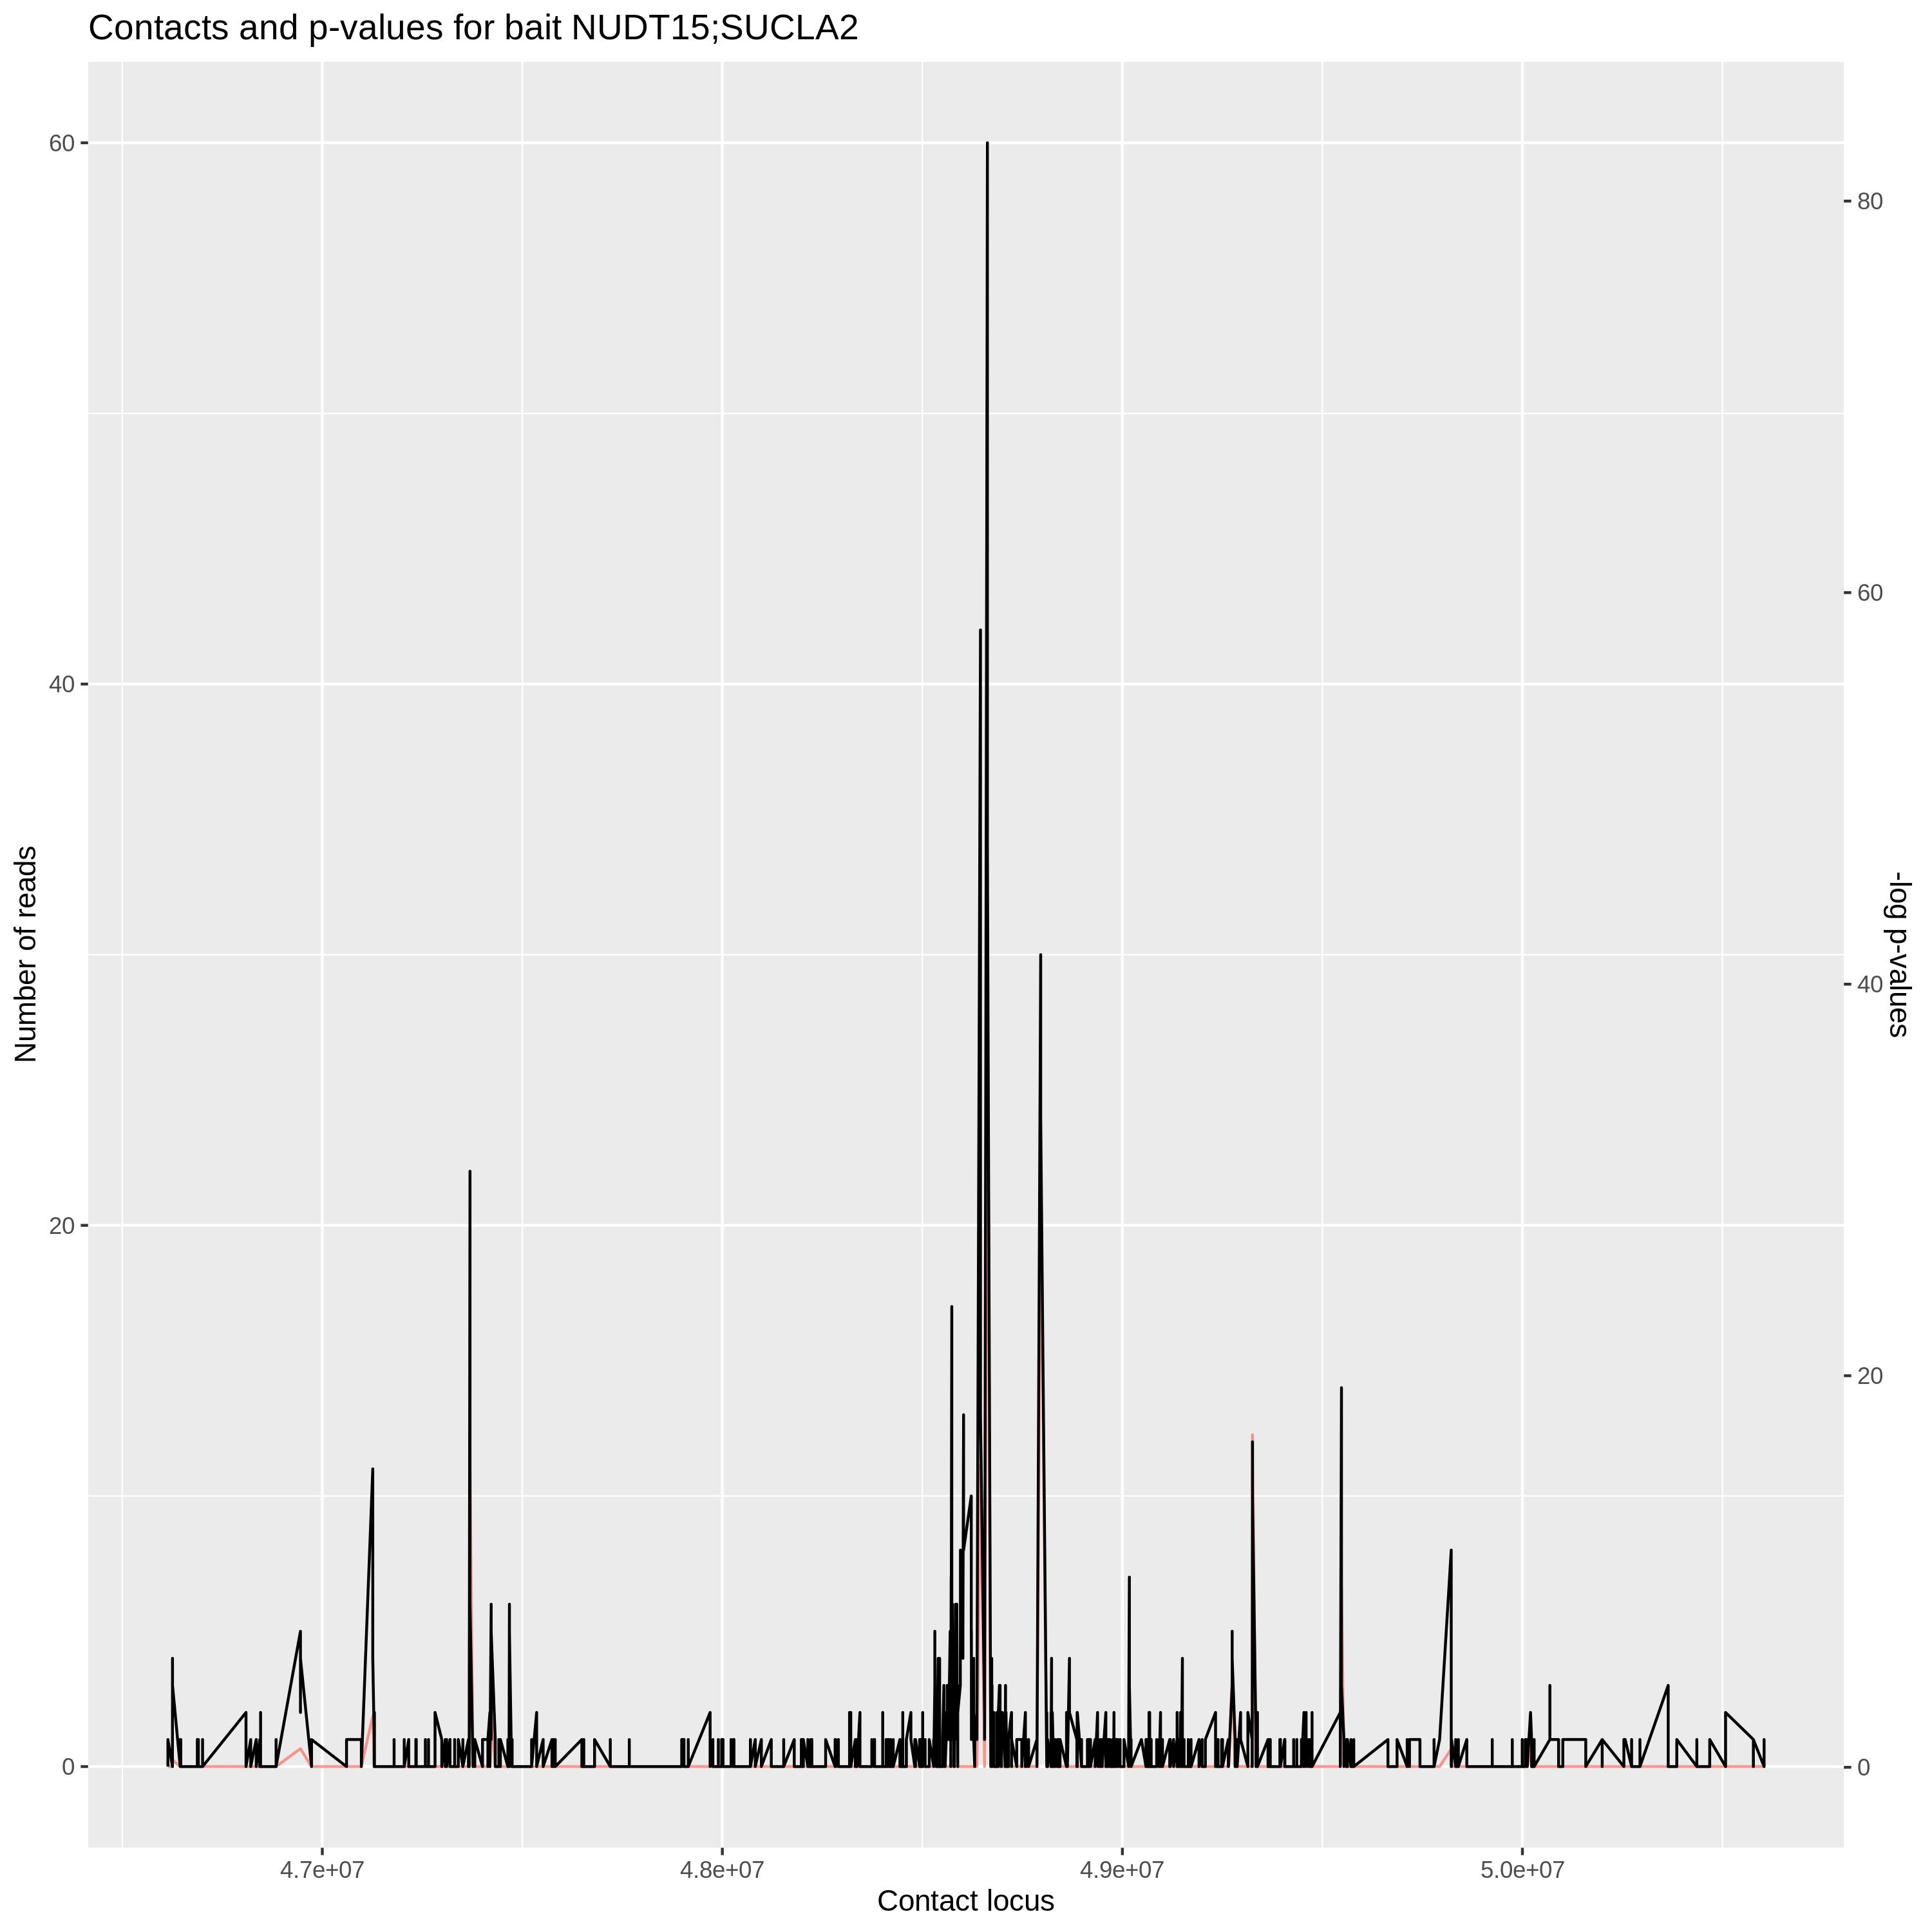 Contacts and p-values for bait NUDT15;SUCLA2
60
40
20
0
Number of reads
80
60
40
20
0
-log p-values
4.7e+07
4.8e+07
4.9e+07
5.0e+07
Contact locus